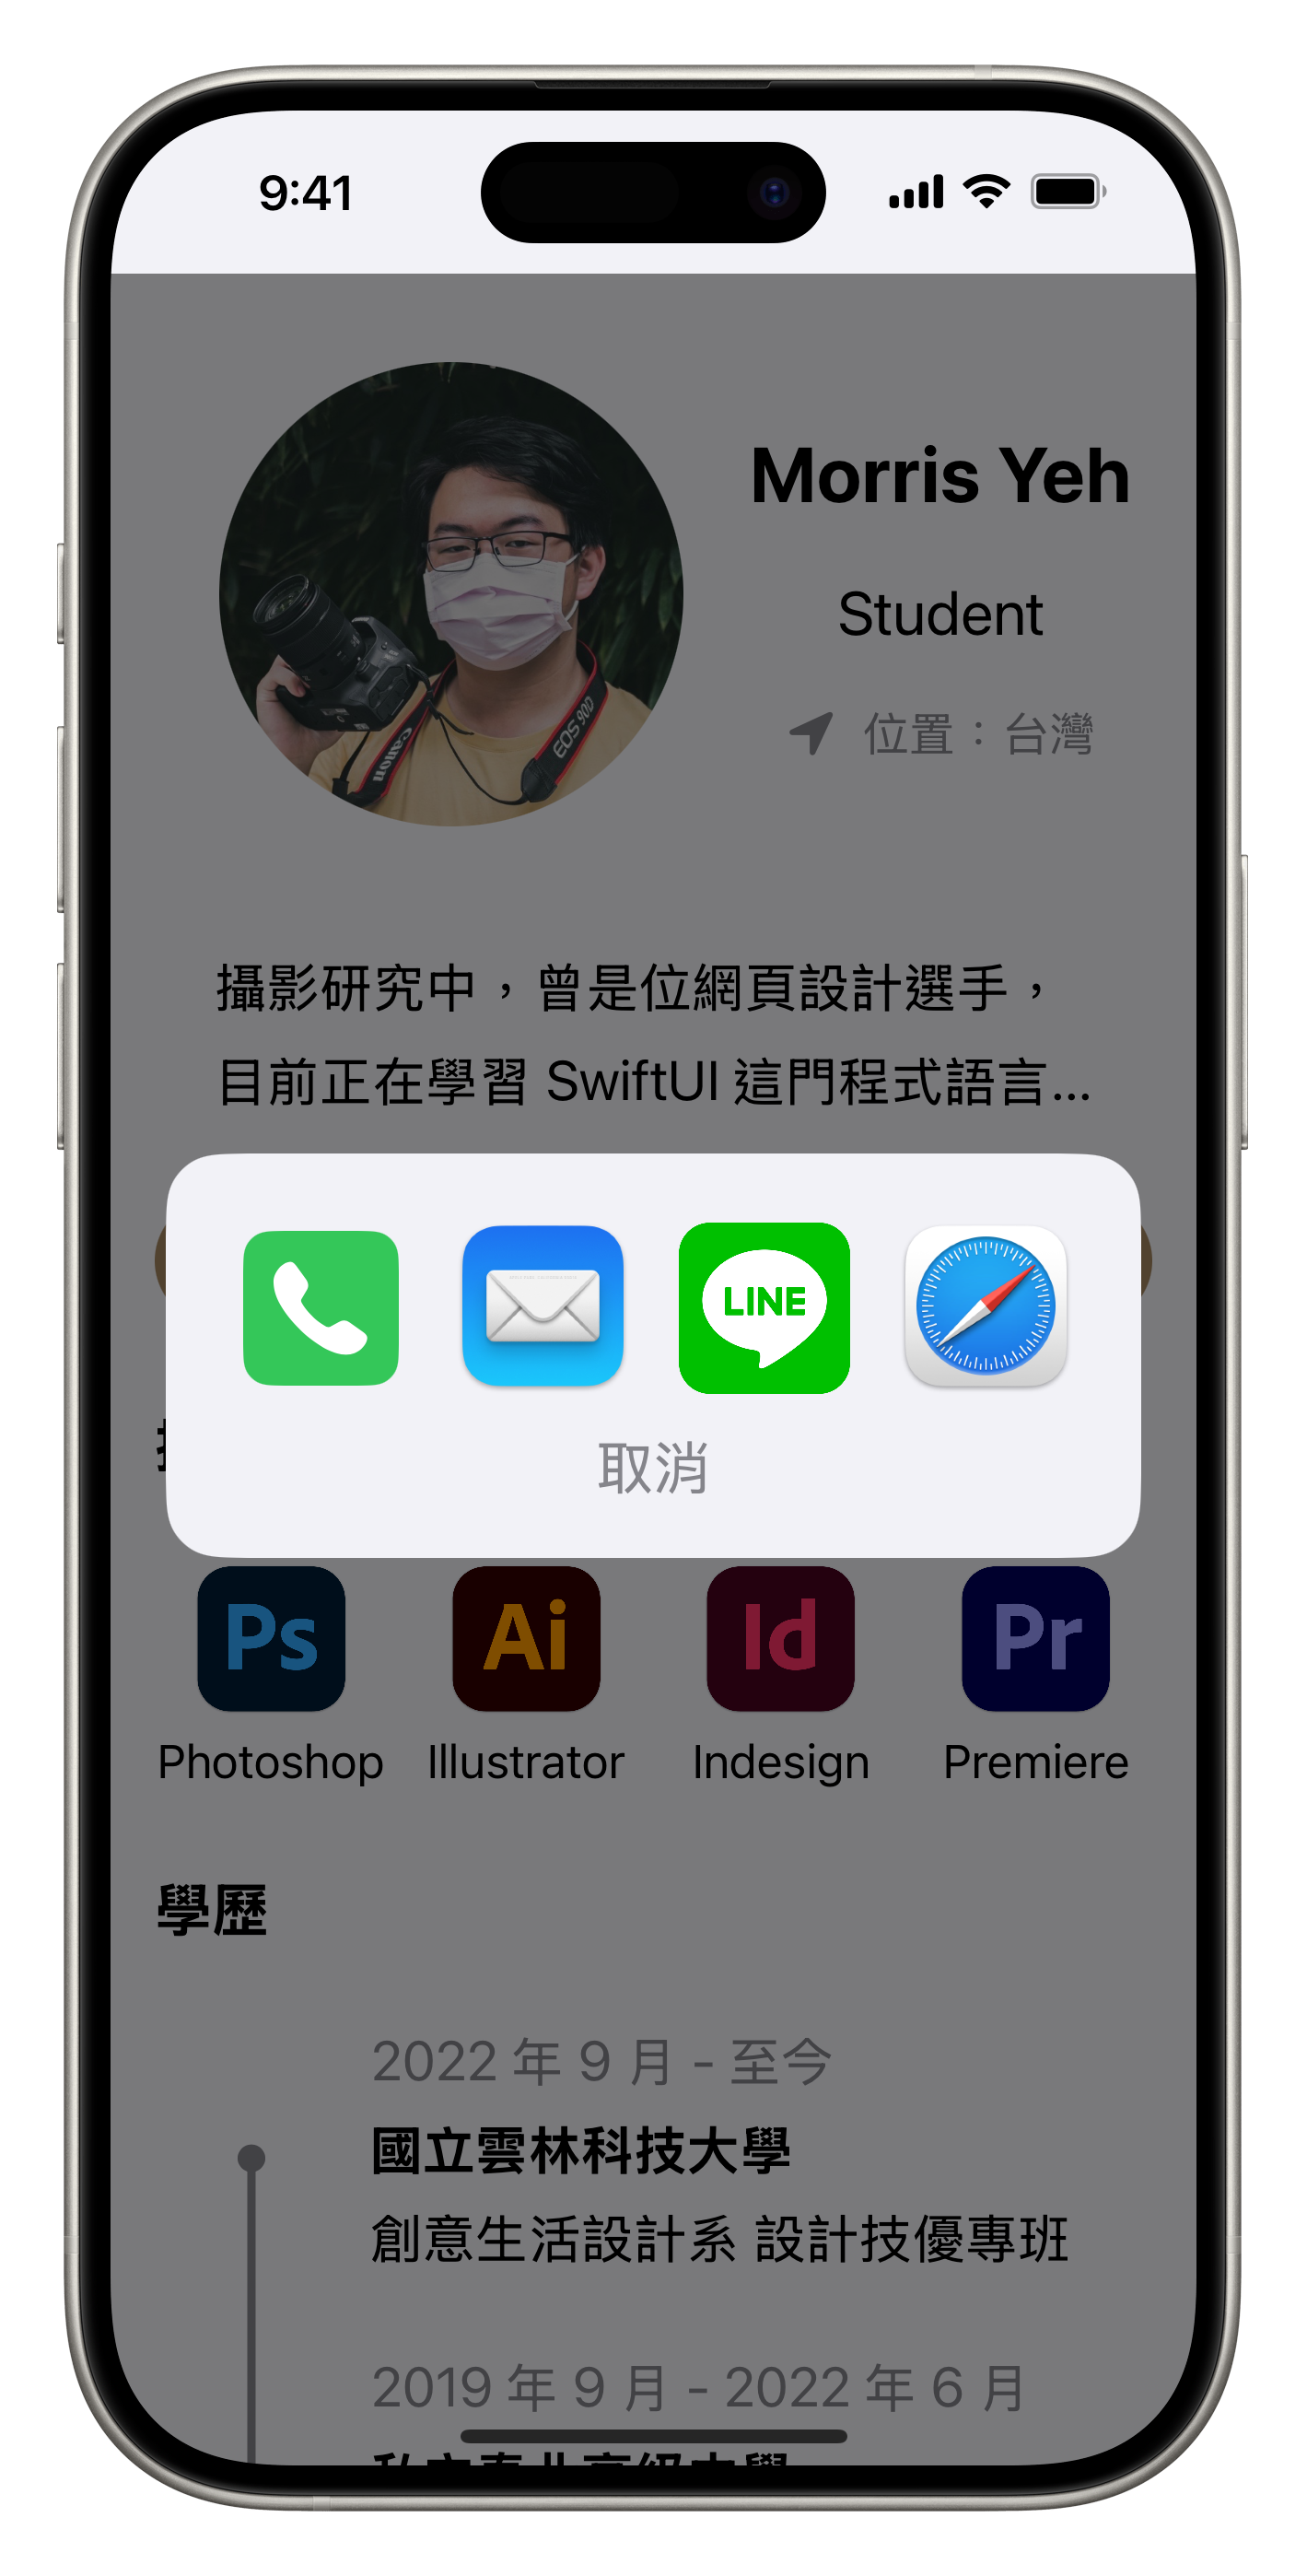 9:41
Morris Yeh
Student
位置：台灣
Canon
EOS 90D
攝影研究中，曾是位網頁設計選手，
目前正在學習 SwiftUI 這門程式語言...
LINE
取消
Ps Ai Id Pr
Photoshop Illustrator Indesign Premiere
學歷
2022 年 9 月 - 至今
國立雲林科技大學
創意生活設計系 設計技優專班
2019 年 9 月 - 2022 年 6 月